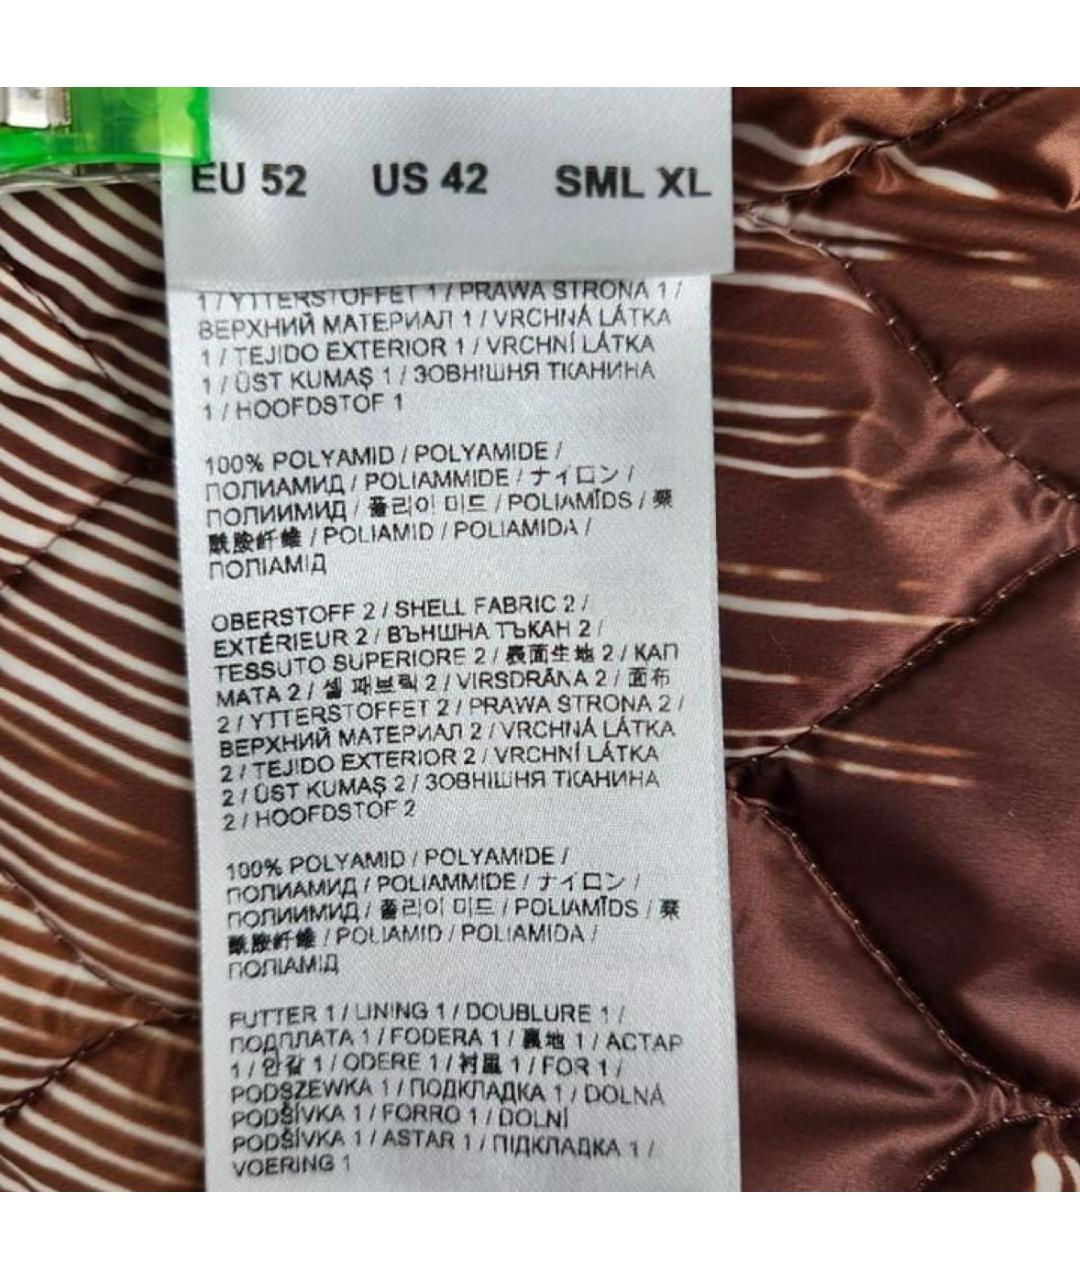 EU 52 US 42 SML XL
1 / YTTERSTOFFET 1 / PRAWA STRONA 1 /
ВЕРХНИЙ МАТЕРИАЛ 1 / VRCHNÁ LÁTKA
1 / TEJIDO EXTERIOR 1 / VRCHNÍ LÁTKA
1 / ÜST KUMAŞ 1 / ЗОВНІШНЯ ТКАНИНА
1 / HOOFDSTOF 1
100% POLYAMID / POLYAMIDE /
ПОЛИАМИД / POLIAMMIDE / ナイロン /
ПОЛИИМИД / 폴리이 미드 / POLIAMĪDS / 聚
酰胺纤维 / POLIAMID / POLIAMIDA /
ПОЛІАМІД
OBERSTOFF 2 / SHELL FABRIC 2 /
EXTÉRIEUR 2 / ВЪНШНА ТЪКАН 2 /
TESSUTO SUPERIORE 2 / 表面生地 2 / КАП
МАТА 2 / 셸 패브릭 2 / VIRSDRĀNA 2 / 面布
2 / YTTERSTOFFET 2 / PRAWA STRONA 2 /
ВЕРХНИЙ МАТЕРИАЛ 2 / VRCHNÁ LÁTKA
2 / TEJIDO EXTERIOR 2 / VRCHNÍ LÁTKA
2 / ÜST KUMAŞ 2 / ЗОВНІШНЯ ТКАНИНА
2 / HOOFDSTOF 2
100% POLYAMID / POLYAMIDE /
ПОЛИАМИД / POLIAMMIDE / ナイロン /
ПОЛИИМИД / 폴리이 미드 / POLIAMĪDS / 聚
酰胺纤维 / POLIAMID / POLIAMIDA /
ПОЛІАМІД
FUTTER 1 / LINING 1 / DOUBLURE 1 /
ПОДПЛАТА 1 / FODERA 1 / 裏地 1 / АСТАР
1 / 안감 1 / ODERE 1 / 衬里 1 / FOR 1 /
PODSZEWKA 1 / ПОДКЛАДКА 1 / DOLNÁ
PODŠÍVKA 1 / FORRO 1 / DOLNÍ
PODŠÍVKA 1 / ASTAR 1 / ПІДКЛАДКА 1 /
VOERING 1